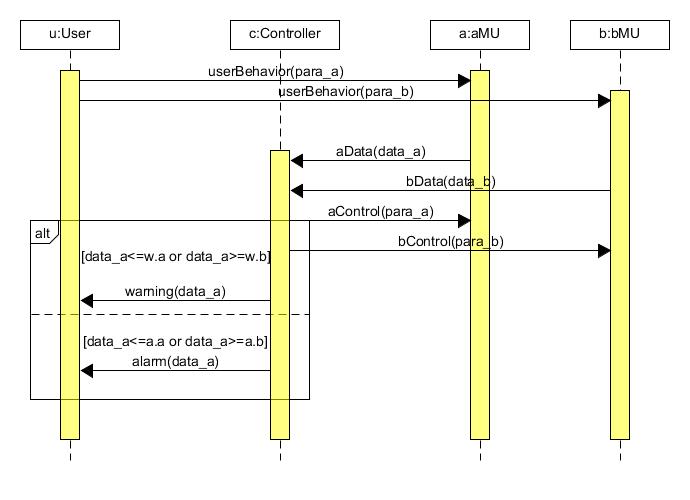 u:User
c:Controller
a:aMU
b:bMU
userBehavior(para_a)
userBehavior(para_b)
aData(data_a)
bData(data_b)
aControl(para_a)
alt
bControl(para_b)
[data_a<=w.a or data_a>=w.b]
warning(data_a)
[data_a<=a.a or data_a>=a.b]
alarm(data_a)